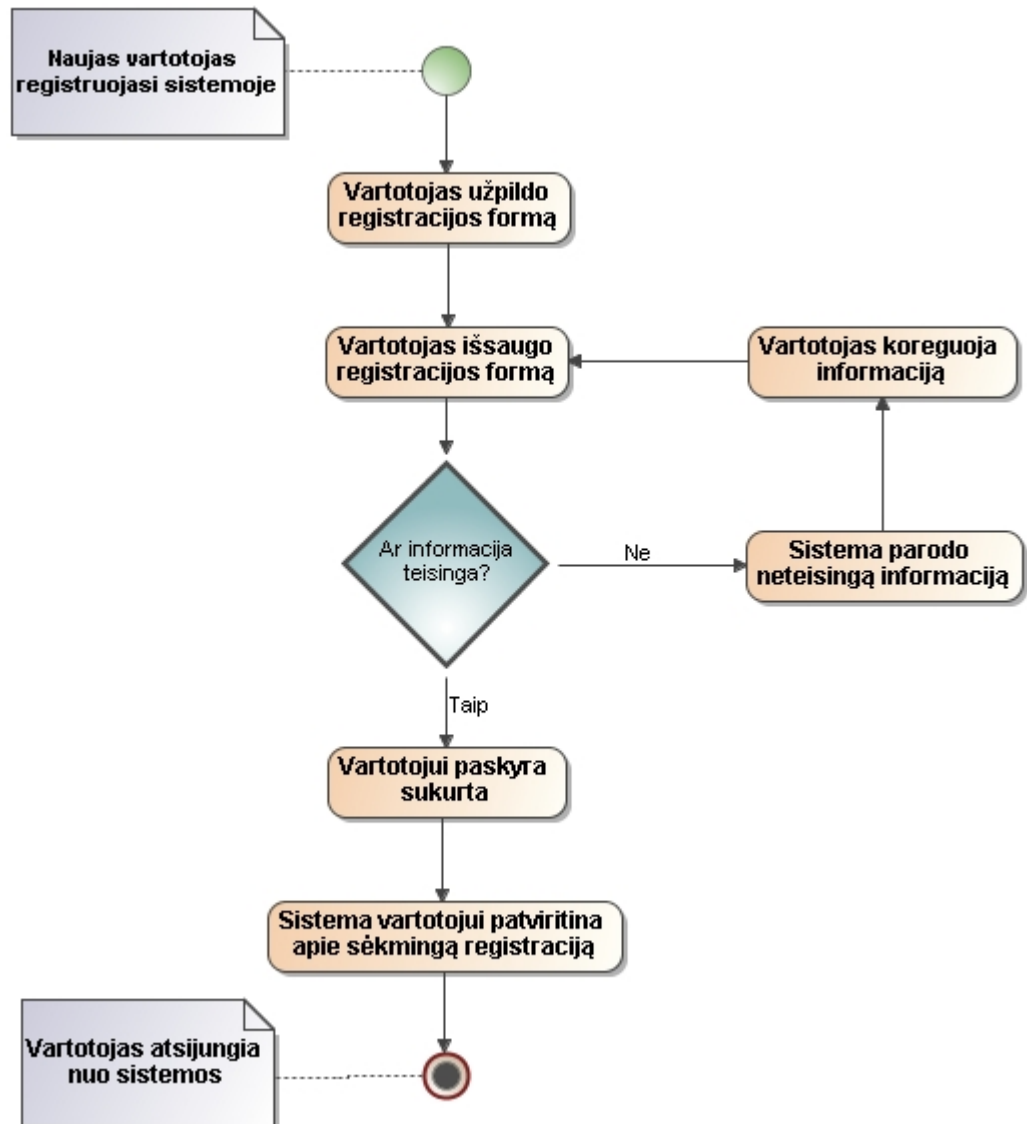 Naujas vartotojas
registruojasi sistemoje
Vartotojas užpildo
registracijos formą
Vartotojas išsaugo
registracijos formą
Vartotojas koreguoja
informaciją
Ar informacija
teisinga?
Ne
Sistema parodo
neteisingą informaciją
Taip
Vartotojui paskyra
sukurta
Sistema vartotojui patviritina
apie sėkmingą registraciją
Vartotojas atsijungia
nuo sistemos